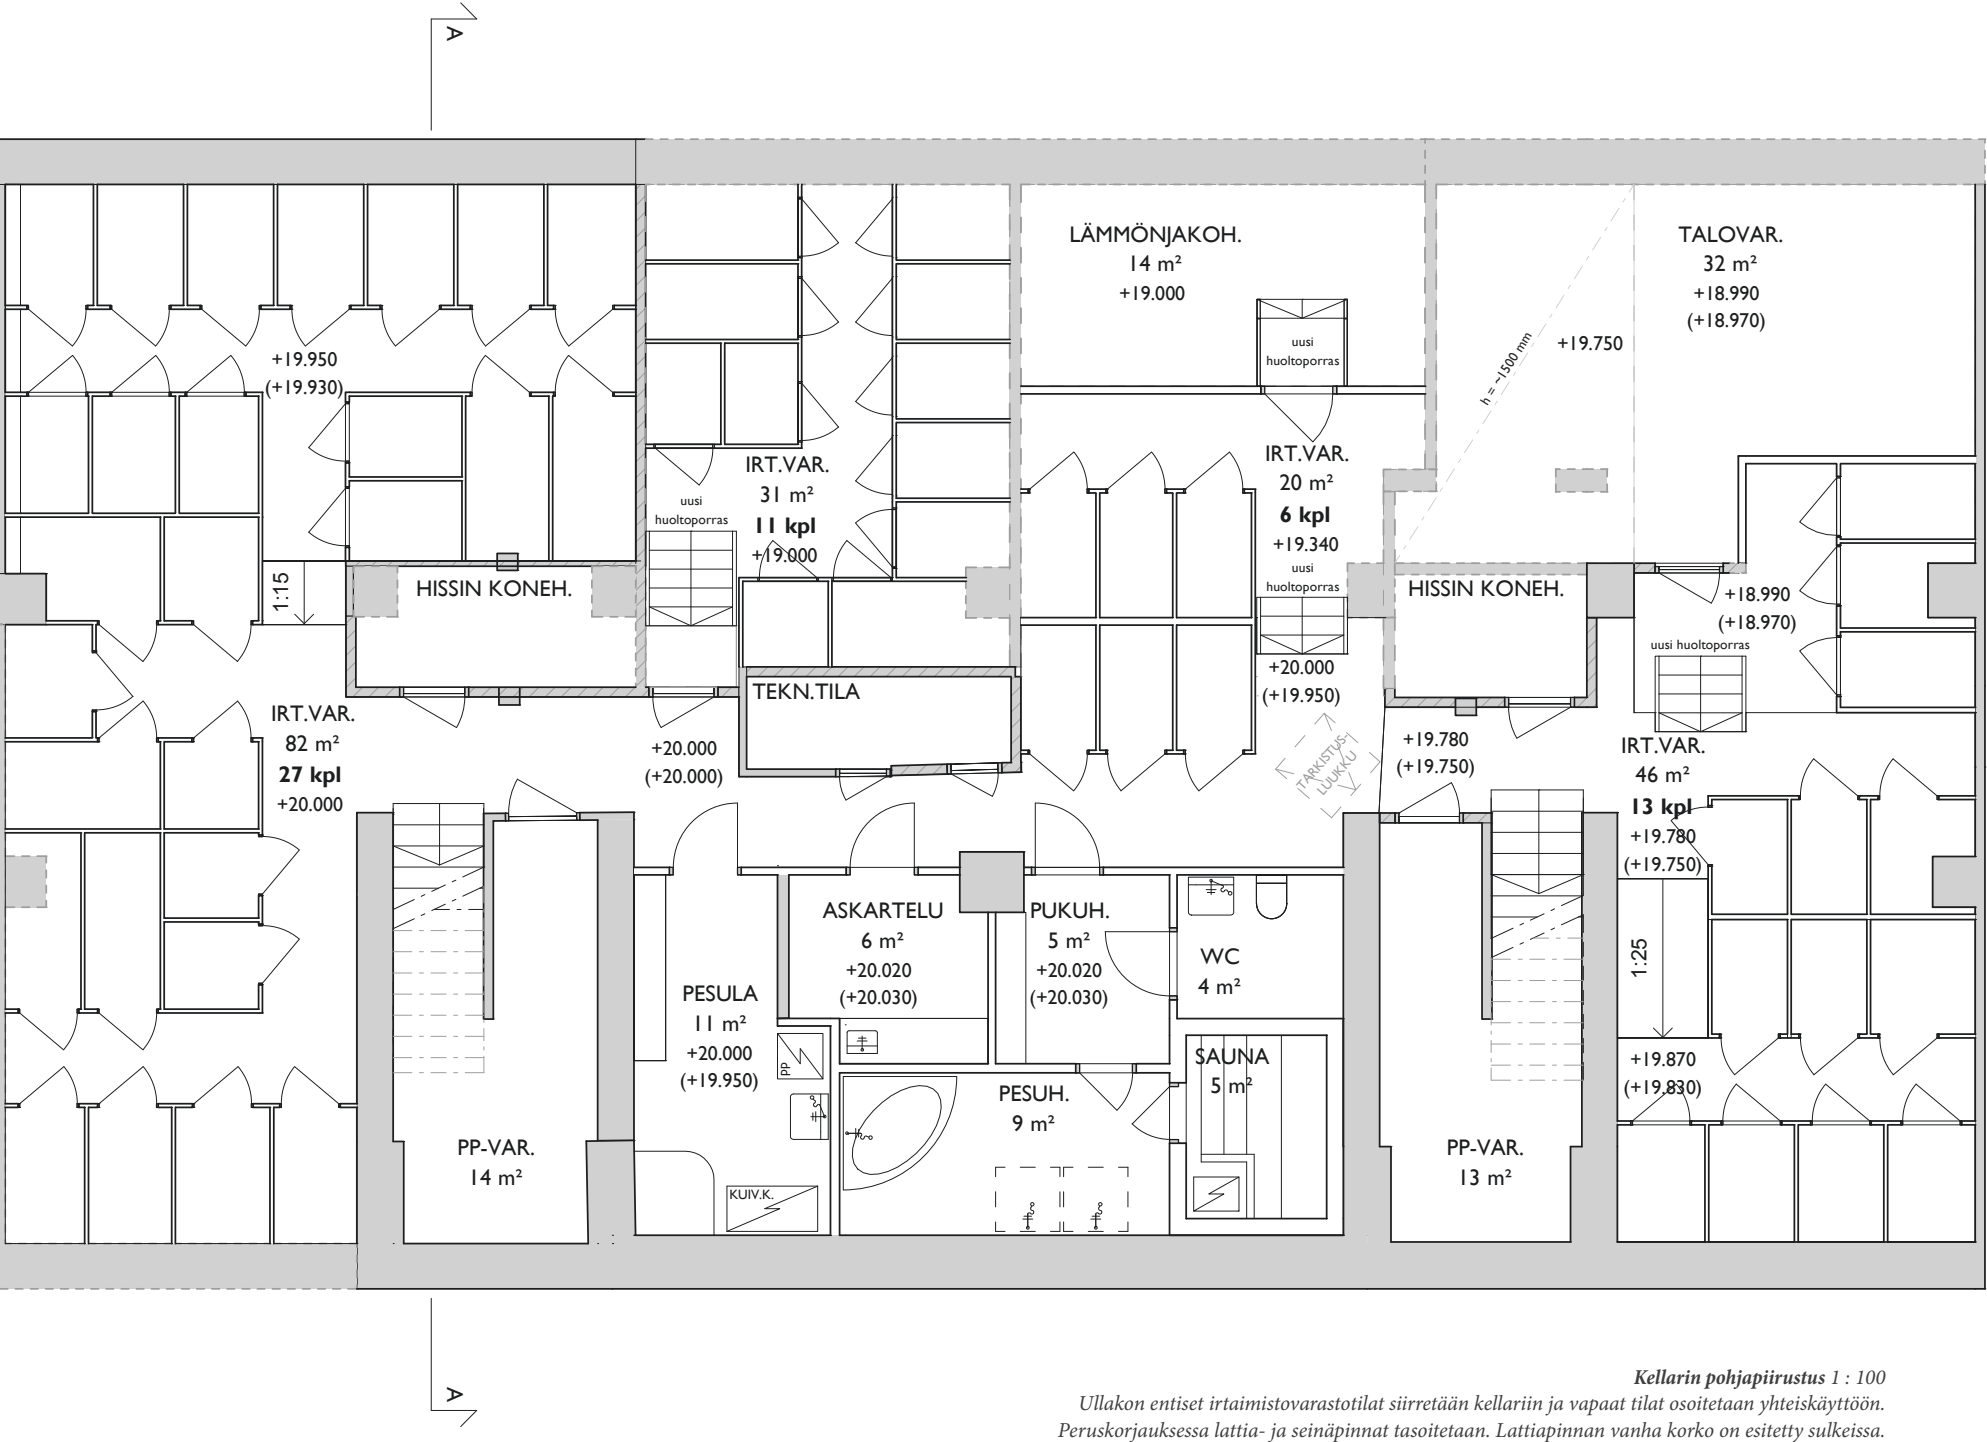 A
LÄMMÖNJAKOH.
14 m²
+19.000
TALOVAR.
32 m²
+18.990
(+18.970)
uusi
huoltoporras
h = ~1500 mm
+19.750
+19.950
(+19.930)
IRT.VAR.
31 m²
11 kpl
+19.000
uusi
huoltoporras
IRT.VAR.
20 m²
6 kpl
+19.340
uusi
huoltoporras
+20.000
(+19.950)
1:15
HISSIN KONEH.
HISSIN KONEH.
+18.990
(+18.970)
uusi huoltoporras
TEKN.TILA
IRT.VAR.
82 m²
27 kpl
+20.000
+20.000
(+20.000)
TARKISTUS-
LUUKKU
+19.780
(+19.750)
IRT.VAR.
46 m²
13 kpl
+19.780
(+19.750)
ASKARTELU
6 m²
+20.020
(+20.030)
PUKUH.
5 m²
+20.020
(+20.030)
WC
4 m²
1:25
PESULA
11 m²
+20.000
(+19.950)
PP
SAUNA
5 m²
+19.870
(+19.830)
PESUH.
9 m²
PP-VAR.
14 m²
KUIV.K.
PP-VAR.
13 m²
A
Kellarin pohjapiirustus 1 : 100
Ullakon entiset irtaimistovarastotilat siirretään kellariin ja vapaat tilat osoitetaan yhteiskäyttöön.
Peruskorjauksessa lattia- ja seinäpinnat tasoitetaan. Lattiapinnan vanha korko on esitetty sulkeissa.